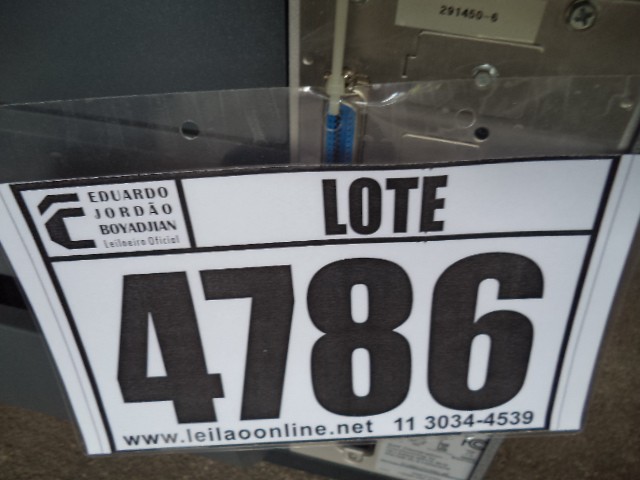 291450-6
EDUARDO
JORDÃO
BOYADJIAN
Leiloeiro Oficial
LOTE
4786
www.leilaoonline.net 11 3034-4539